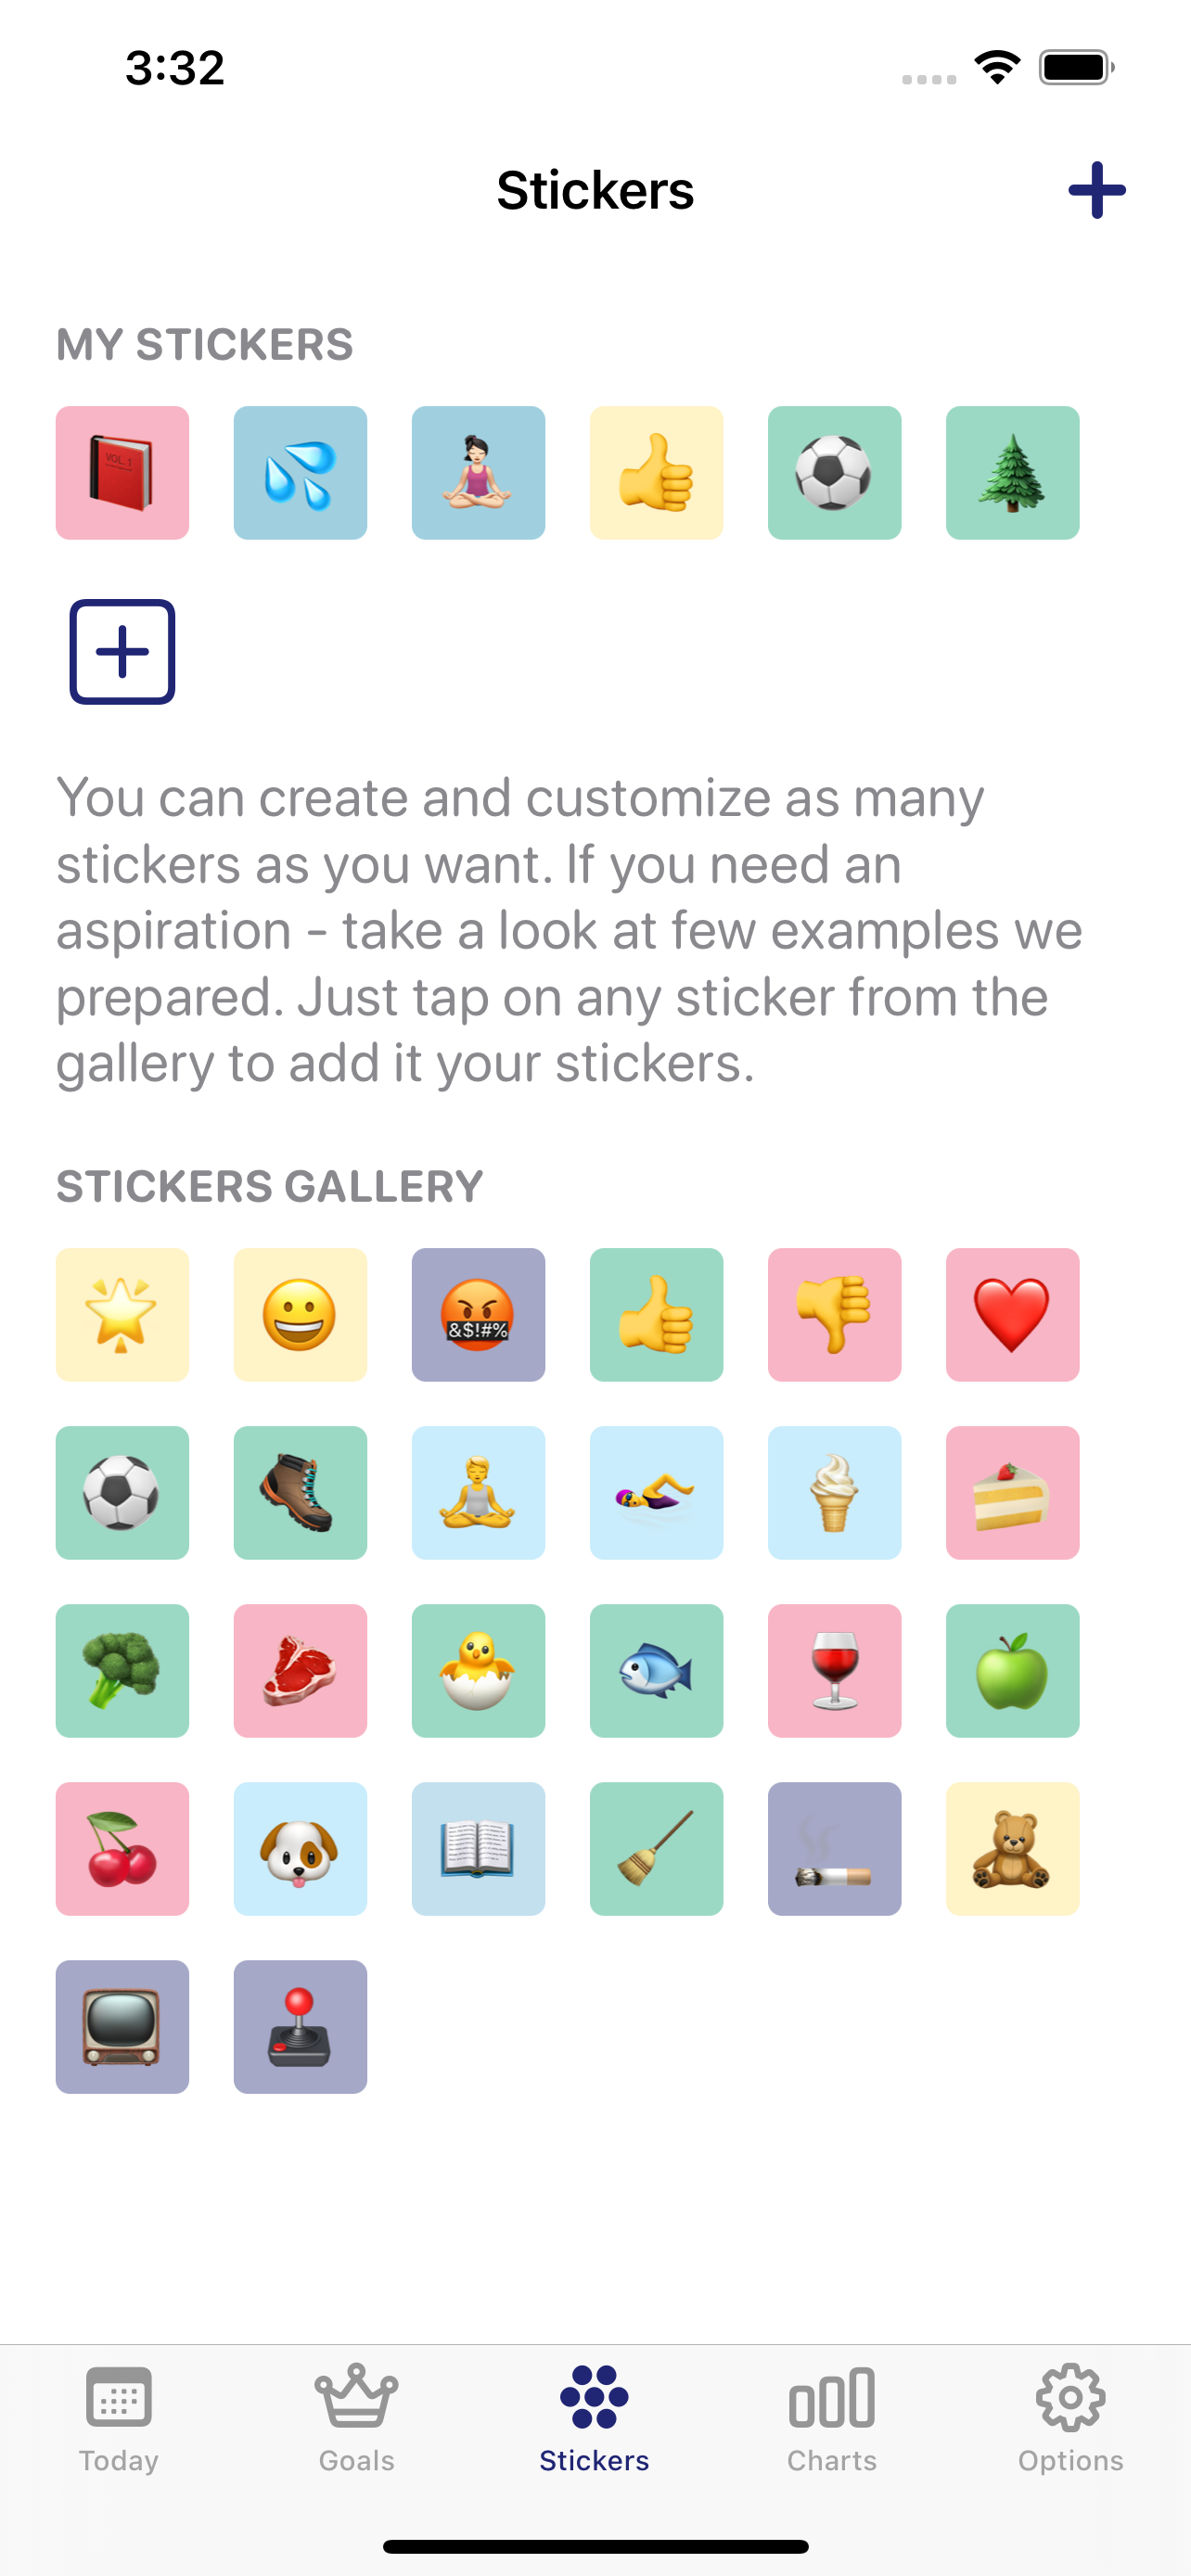 3:32
Stickers
MY STICKERS
VOL. 1
You can create and customize as many
stickers as you want. If you need an
aspiration - take a look at few examples we
prepared. Just tap on any sticker from the
gallery to add it your stickers.
STICKERS GALLERY
&$!#%
Today
Goals
Stickers
Charts
Options